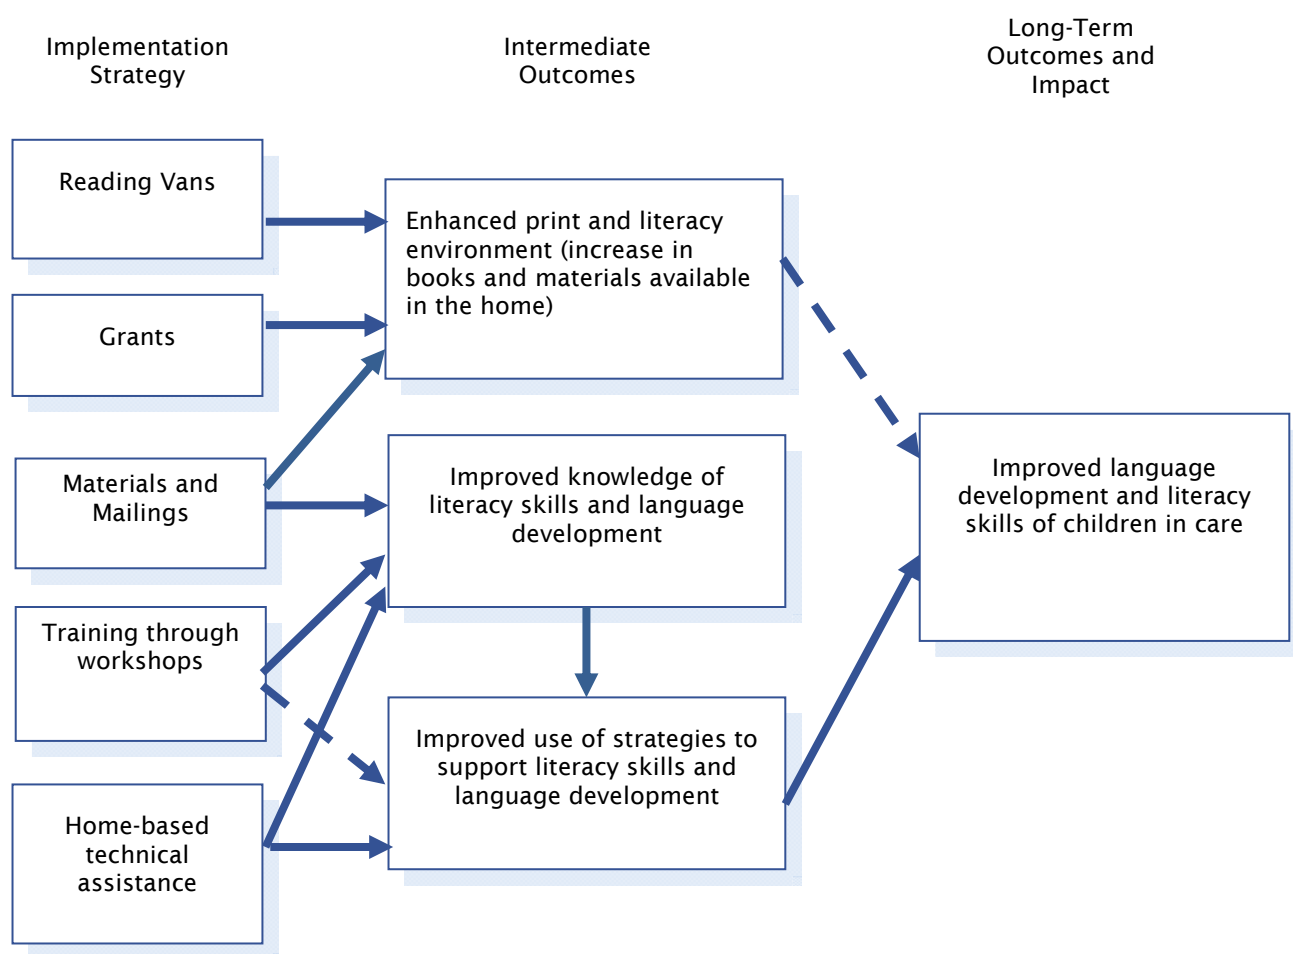 Implementation
Strategy
Intermediate
Outcomes
Long-Term
Outcomes and
Impact
Reading Vans
Grants
Materials and
Mailings
Training through
workshops
Home-based
technical
assistance
Enhanced print and literacy
environment (increase in
books and materials available
in the home)
Improved knowledge of
literacy skills and language
development
Improved use of strategies to
support literacy skills and
language development
Improved language
development and literacy
skills of children in care